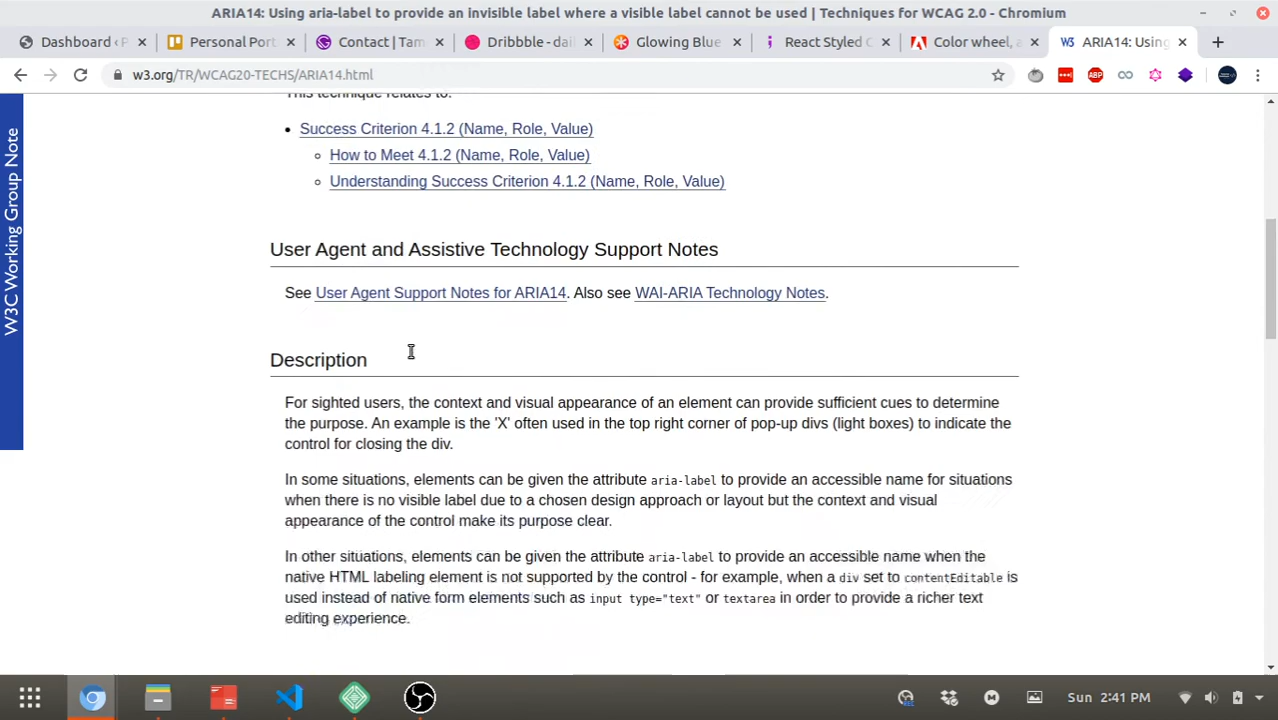 ARIA14: Using aria-label to provide an invisible label where a visible label cannot be used | Techniques for WCAG 2.0 - Chromium
Dashboard ‹ P
Personal Port
Contact | Tam
Dribbble - dail
Glowing Blue
React Styled C
Color wheel, a
W3 ARIA14: Using
w3.org/TR/WCAG20-TECHS/ARIA14.html
ABP
W3C Working Group Note
This technique relates to:
Success Criterion 4.1.2 (Name, Role, Value)
How to Meet 4.1.2 (Name, Role, Value)
Understanding Success Criterion 4.1.2 (Name, Role, Value)
User Agent and Assistive Technology Support Notes
See User Agent Support Notes for ARIA14. Also see WAI-ARIA Technology Notes.
Description
For sighted users, the context and visual appearance of an element can provide sufficient cues to determine
the purpose. An example is the 'X' often used in the top right corner of pop-up divs (light boxes) to indicate the
control for closing the div.
In some situations, elements can be given the attribute aria-label to provide an accessible name for situations
when there is no visible label due to a chosen design approach or layout but the context and visual
appearance of the control make its purpose clear.
In other situations, elements can be given the attribute aria-label to provide an accessible name when the
native HTML labeling element is not supported by the control - for example, when a div set to contentEditable is
used instead of native form elements such as input type="text" or textarea in order to provide a richer text
editing experience.
Sun 2:41 PM